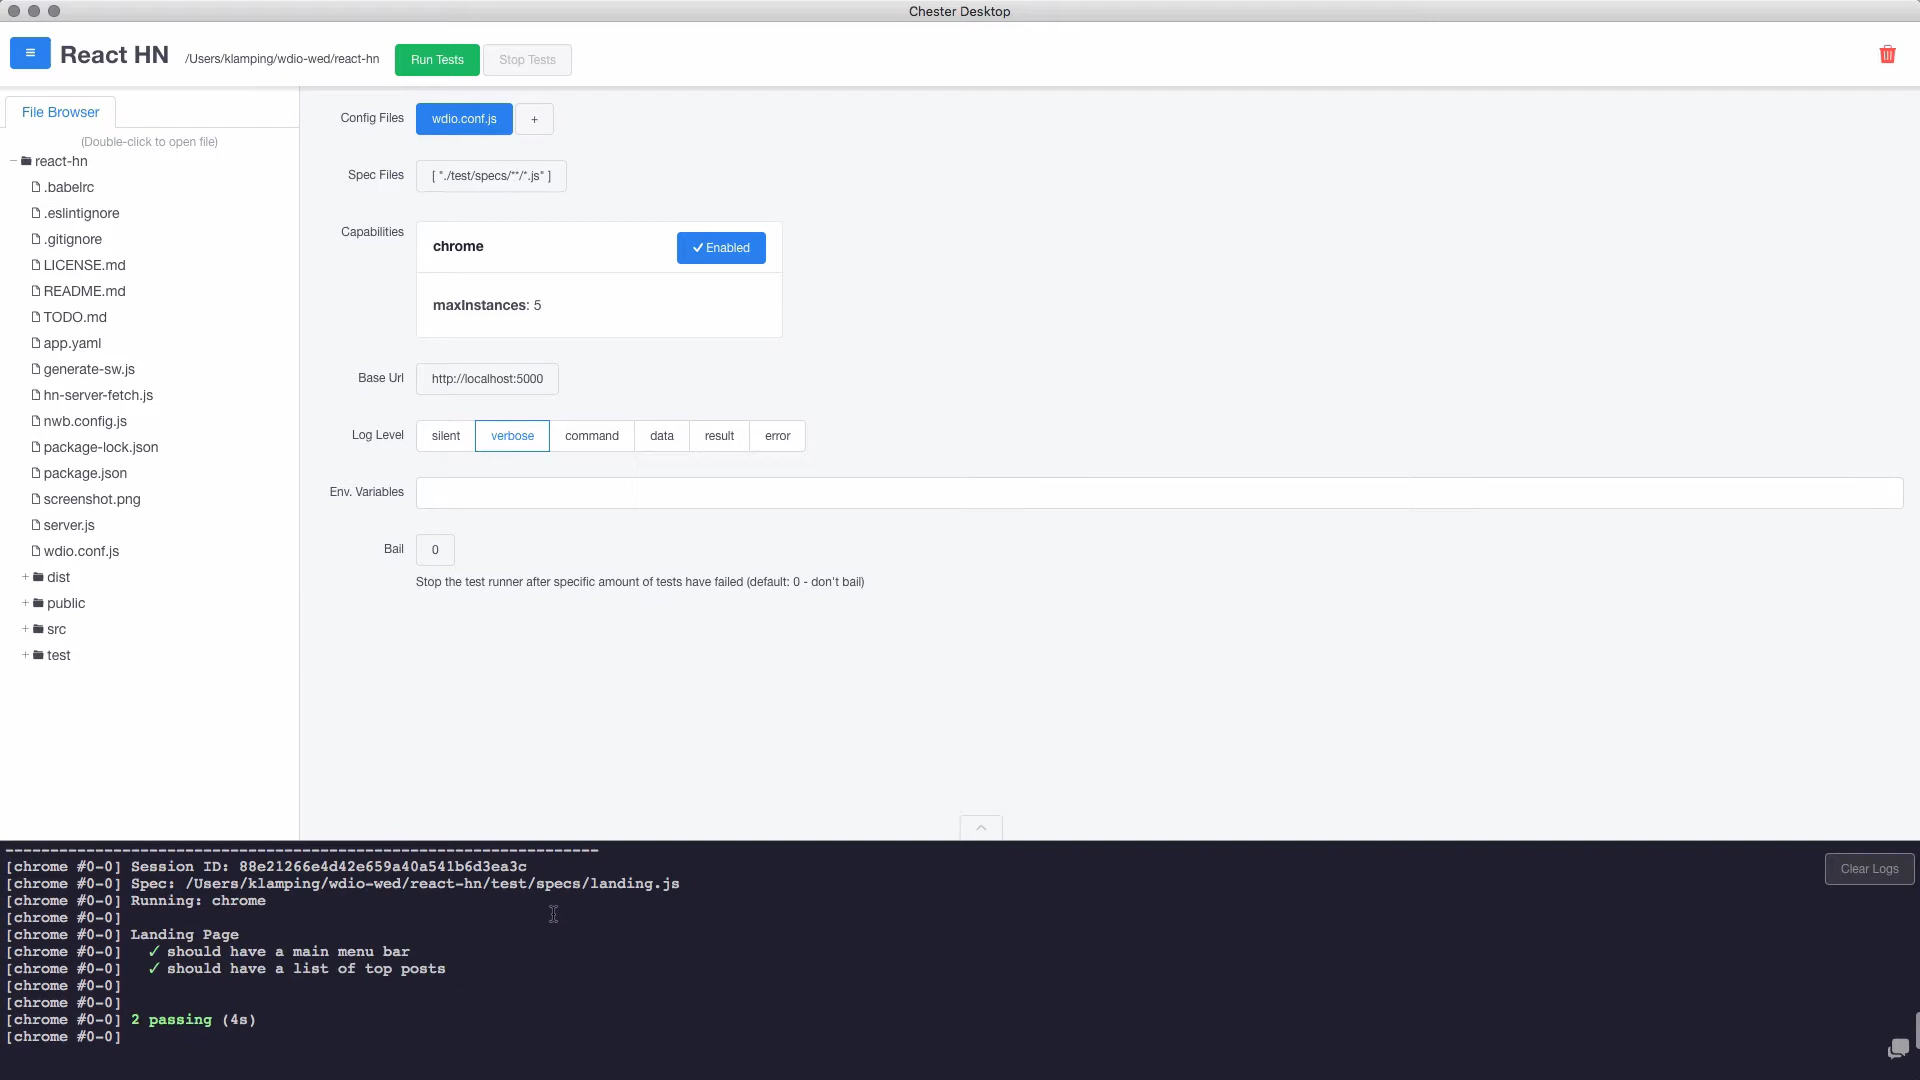 Chester Desktop
≡ React HN /Users/klamping/wdio-wed/react-hn Run Tests Stop Tests
File Browser
(Double-click to open file)
react-hn
.babelrc
.eslintignore
.gitignore
LICENSE.md
README.md
TODO.md
app.yaml
generate-sw.js
hn-server-fetch.js
nwb.config.js
package-lock.json
package.json
screenshot.png
server.js
wdio.conf.js
+ dist
+ public
+ src
+ test
Config Files wdio.conf.js +
Spec Files [ "./test/specs/**/*.js" ]
Capabilities chrome ✓ Enabled
maxInstances: 5
Base Url http://localhost:5000
Log Level silent verbose command data result error
Env. Variables
Bail 0
Stop the test runner after specific amount of tests have failed (default: 0 - don't bail)
------------------------------------------------------------------
[chrome #0-0] Session ID: 88e21266e4d42e659a40a541b6d3ea3c
[chrome #0-0] Spec: /Users/klamping/wdio-wed/react-hn/test/specs/landing.js
[chrome #0-0] Running: chrome
[chrome #0-0]
[chrome #0-0] Landing Page
[chrome #0-0] ✓ should have a main menu bar
[chrome #0-0] ✓ should have a list of top posts
[chrome #0-0]
[chrome #0-0]
[chrome #0-0] 2 passing (4s)
[chrome #0-0]
Clear Logs